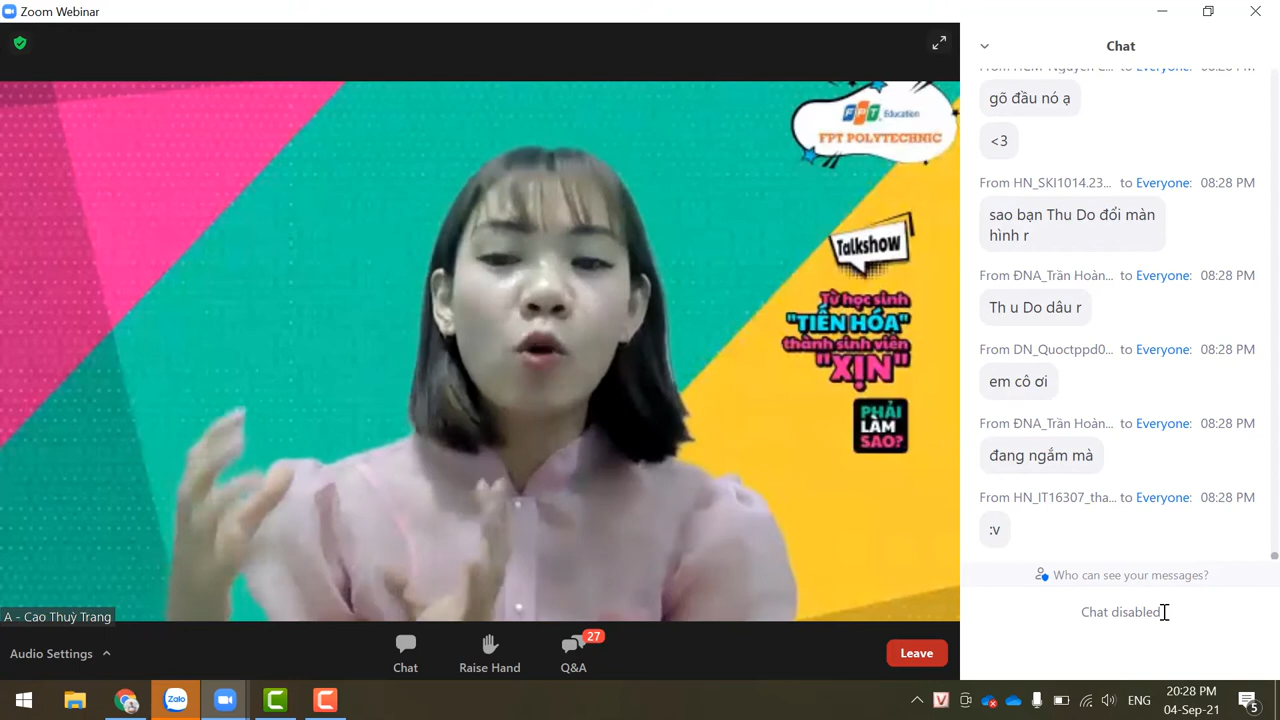 Zoom Webinar
FPT Education
FPT POLYTECHNIC
Talkshow
Từ học sinh
"TIẾN HÓA"
thành sinh viên
"XỊN"
PHẢI
LÀM
SAO?
A - Cao Thuỳ Trang
Audio Settings
Chat
Raise Hand
27
Q&A
Leave
Chat
to Everyone: 08:28 PM
gõ đầu nó ạ
<3
From HN_SKI1014.23... to Everyone: 08:28 PM
sao bạn Thu Do đổi màn
hình r
From ĐNA_Trần Hoàn... to Everyone: 08:28 PM
Th u Do dâu r
From DN_Quoctppd0... to Everyone: 08:28 PM
em cô ơi
From ĐNA_Trần Hoàn... to Everyone: 08:28 PM
đang ngắm mà
From HN_IT16307_tha... to Everyone: 08:28 PM
:v
Who can see your messages?
Chat disabled
Zalo
ENG
20:28 PM
04-Sep-21
5